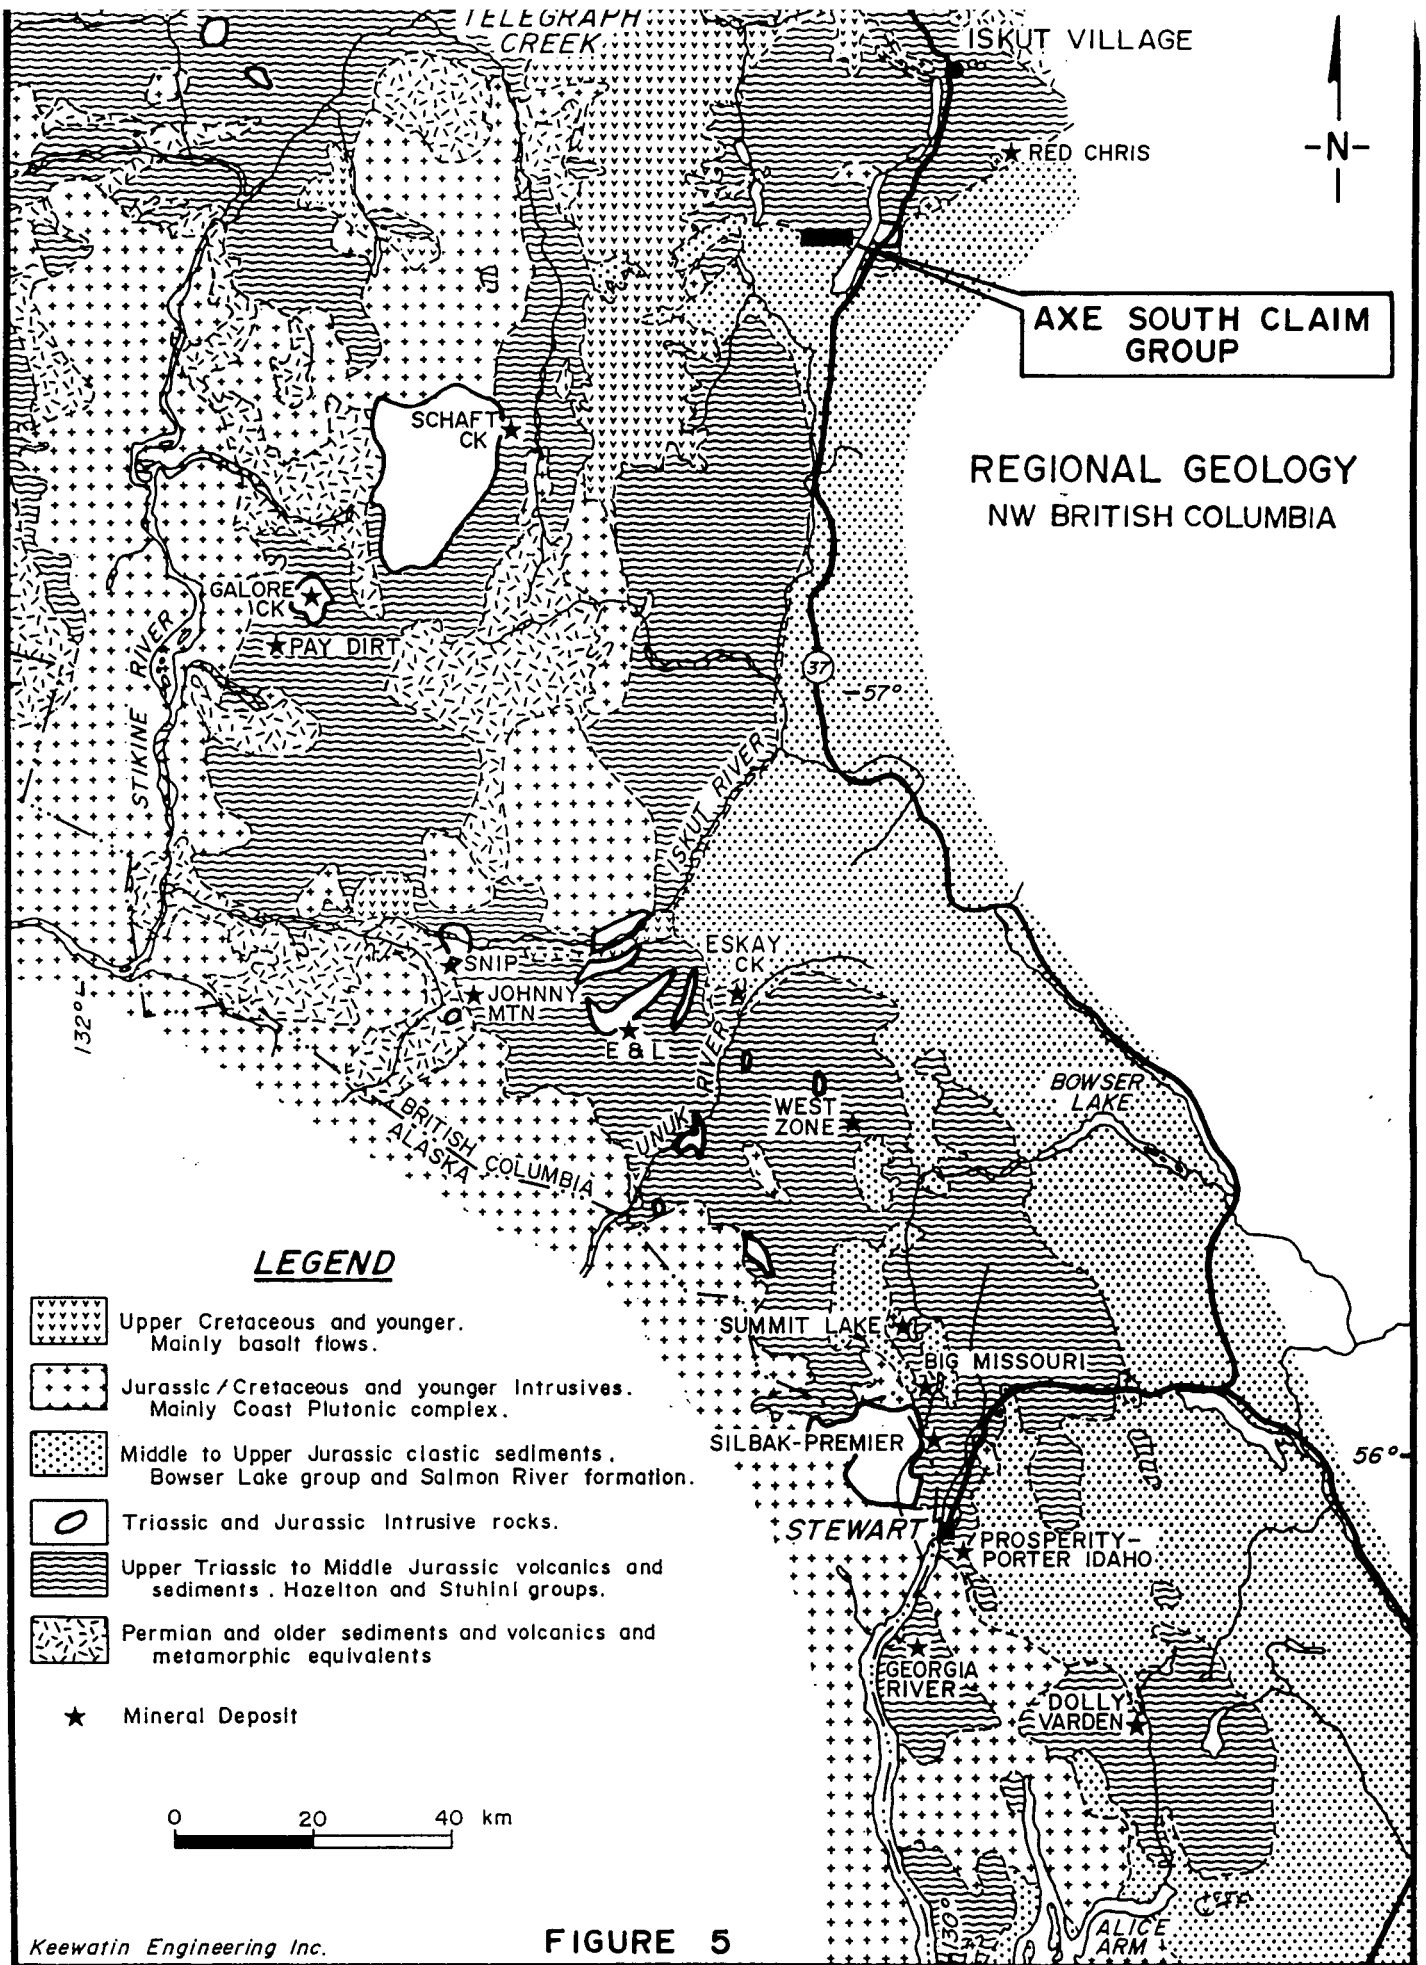 TELEGRAPH
CREEK
ISKUT VILLAGE
RED CHRIS
-N-
AXE SOUTH CLAIM
GROUP
SCHAFT
CK
REGIONAL GEOLOGY
NW BRITISH COLUMBIA
GALORE
CK
PAY DIRT
STIKINE RIVER
37
57°
ISKUT RIVER
ESKAY
CK
SNIP
JOHNNY
MTN
E & L
132°
UNUK RIVER
WEST
ZONE
BOWSER
LAKE
BRITISH COLUMBIA
ALASKA
SUMMIT LAKE
BIG MISSOURI
SILBAK-PREMIER
56°
STEWART
PROSPERITY-
PORTER IDAHO
GEORGIA
RIVER
DOLLY
VARDEN
130°
ALICE
ARM
LEGEND
Upper Cretaceous and younger.
Mainly basalt flows.
Jurassic/Cretaceous and younger Intrusives.
Mainly Coast Plutonic complex.
Middle to Upper Jurassic clastic sediments.
Bowser Lake group and Salmon River formation.
Triassic and Jurassic Intrusive rocks.
Upper Triassic to Middle Jurassic volcanics and
sediments. Hazelton and Stuhini groups.
Permian and older sediments and volcanics and
metamorphic equivalents
Mineral Deposit
0 20 40 km
Keewatin Engineering Inc.
FIGURE 5